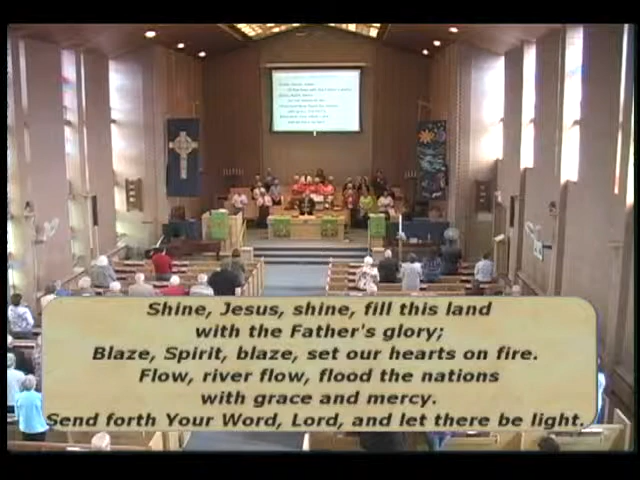 Shine, Jesus, shine, fill this land
with the Father's glory;
Blaze, Spirit, blaze, set our hearts on fire.
Flow, river flow, flood the nations
with grace and mercy.
Send forth Your Word, Lord, and let there be light.